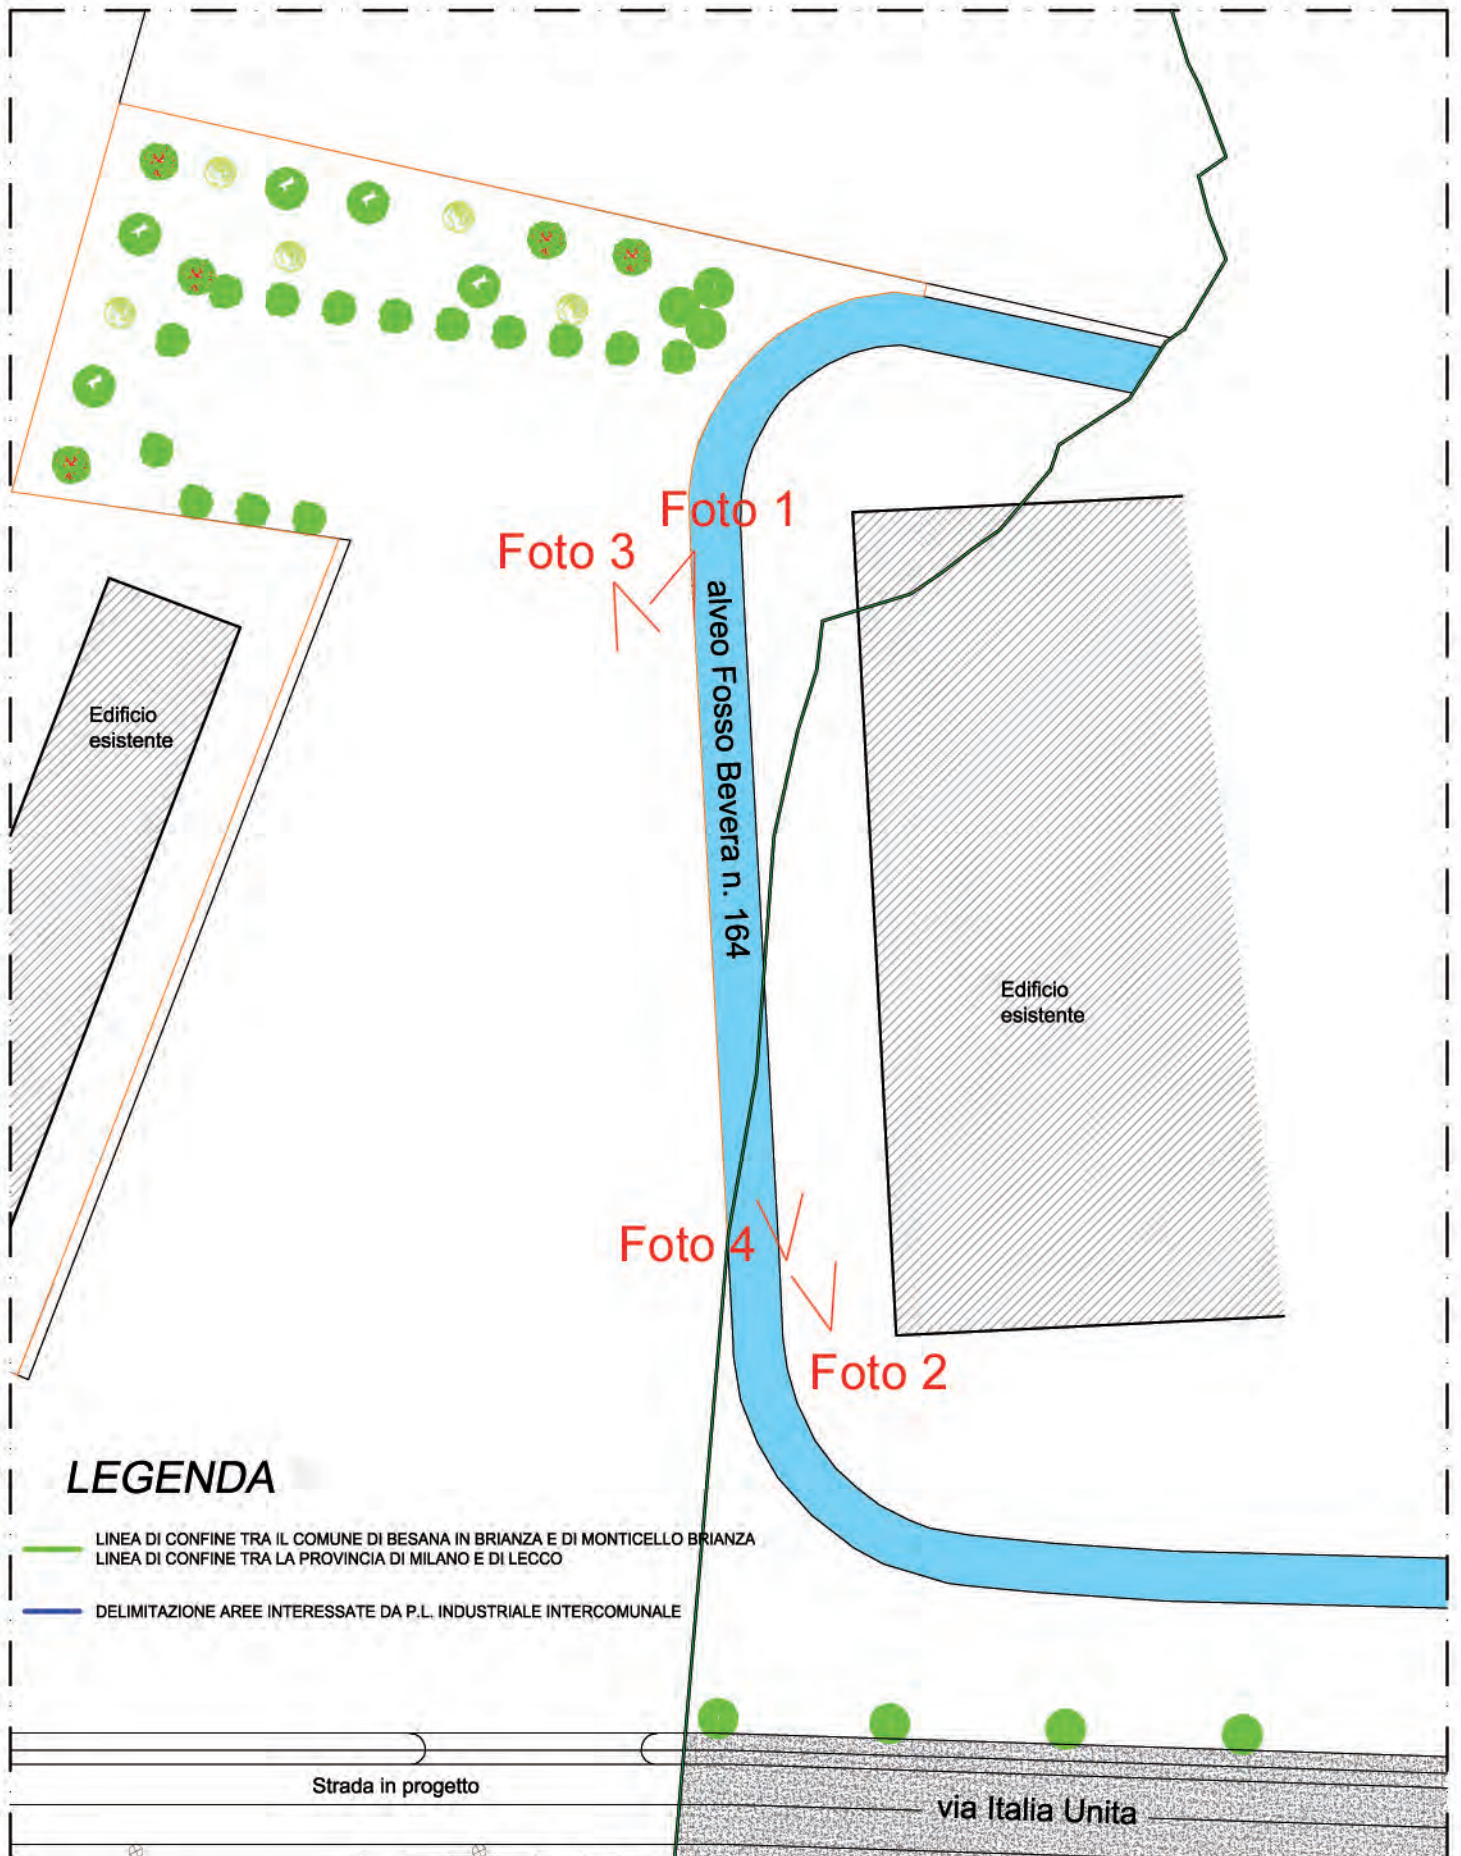 Foto 1
Foto 3
alveo Fosso Bevera n. 164
Edificio
esistente
Edificio
esistente
Foto 4
Foto 2
LEGENDA
LINEA DI CONFINE TRA IL COMUNE DI BESANA IN BRIANZA E DI MONTICELLO BRIANZA
LINEA DI CONFINE TRA LA PROVINCIA DI MILANO E DI LECCO
DELIMITAZIONE AREE INTERESSATE DA P.L. INDUSTRIALE INTERCOMUNALE
Strada in progetto
via Italia Unita